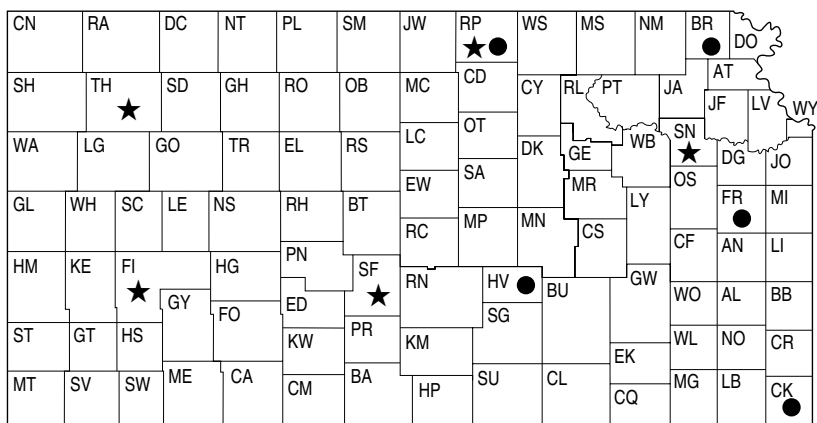 CN RA DC NT PL SM JW RP WS MS NM BR DO
SH TH SD GH RO OB MC CD CY RL PT JA AT
JF LV WY
WA LG GO TR EL RS LC OT DK GE WB SN DG JO
EW SA MR OS
GL WH SC LE NS RH BT RC MP MN CS LY FR MI
HM KE FI HG PN SF RN HV BU GW CF AN LI
GY FO ED SG WO AL BB
ST GT HS KW PR KM EK WL NO CR
MT SV SW ME CA CM BA HP SU CL CQ MG LB CK